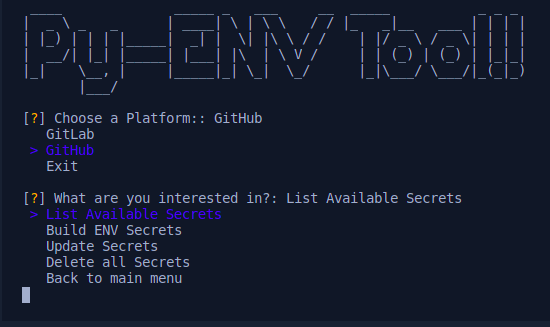 Py-ENV Tool!!
[?] Choose a Platform:: GitHub
GitLab
> GitHub
Exit
[?] What are you interested in?: List Available Secrets
> List Available Secrets
Build ENV Secrets
Update Secrets
Delete all Secrets
Back to main menu